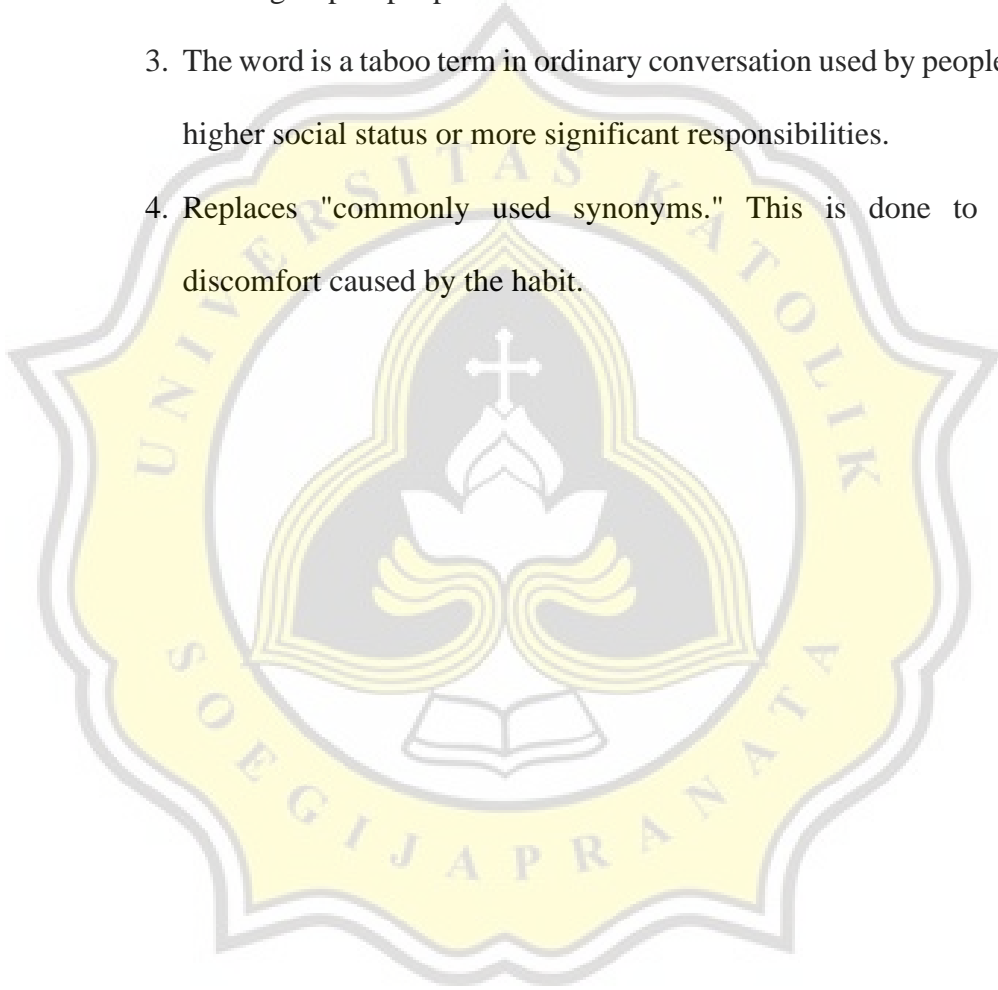 3. The word is a taboo term in ordinary conversation used by people
higher social status or more significant responsibilities.
4. Replaces "commonly used synonyms." This is done to
discomfort caused by the habit.
UNIVERSITAS KATOLIK
SOEGIJAPRANATA